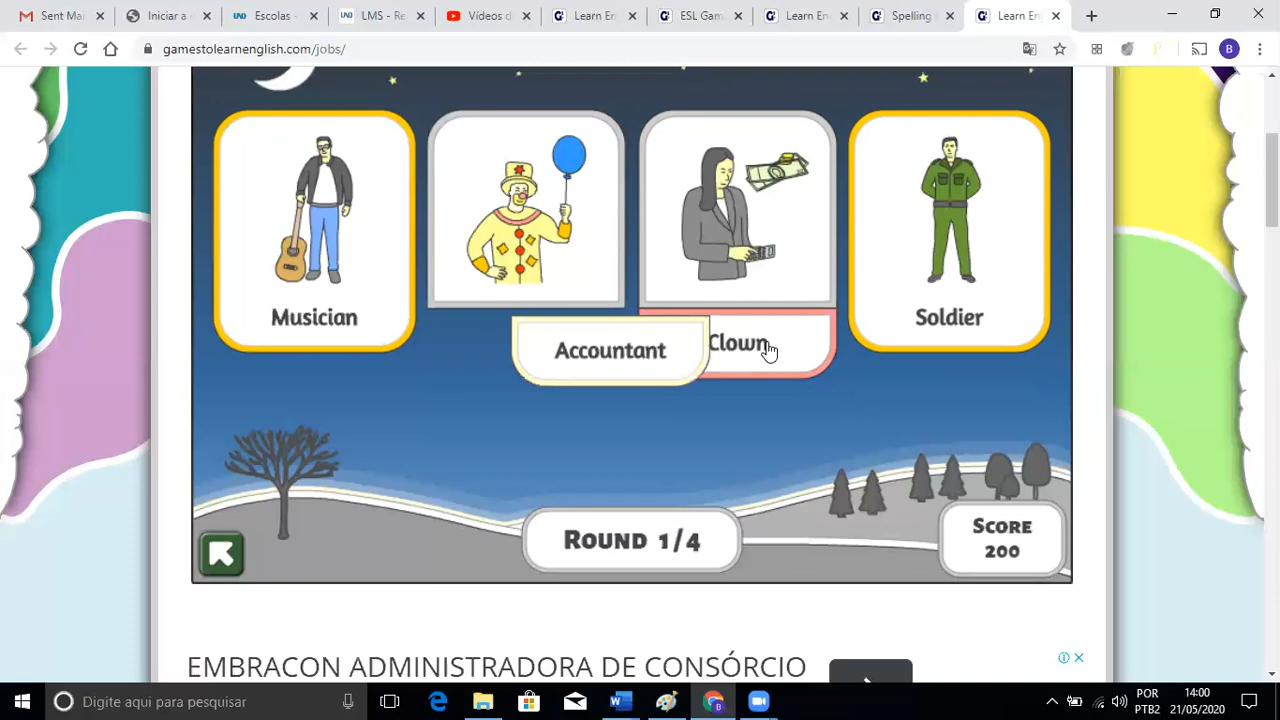 Sent Mai
Iniciar a
Escolas -
LMS - Re
Vídeos d
Learn En
ESL Gam
Learn En
Spelling
Learn En
gamestolearnenglish.com/jobs/
B
Musician
Accountant
Clown
Soldier
ROUND 1/4
SCORE
200
EMBRACON ADMINISTRADORA DE CONSÓRCIO
Digite aqui para pesquisar
POR
PTB2
14:00
21/05/2020